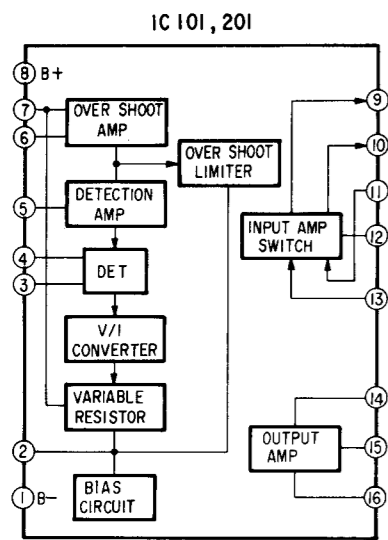 IC 101, 201
8 B+
7
6
5
4
3
2
1 B-
OVER SHOOT
AMP
OVER SHOOT
LIMITER
DETECTION
AMP
DET
V/I
CONVERTER
VARIABLE
RESISTOR
BIAS
CIRCUIT
INPUT AMP
SWITCH
OUTPUT
AMP
9
10
11
12
13
14
15
16